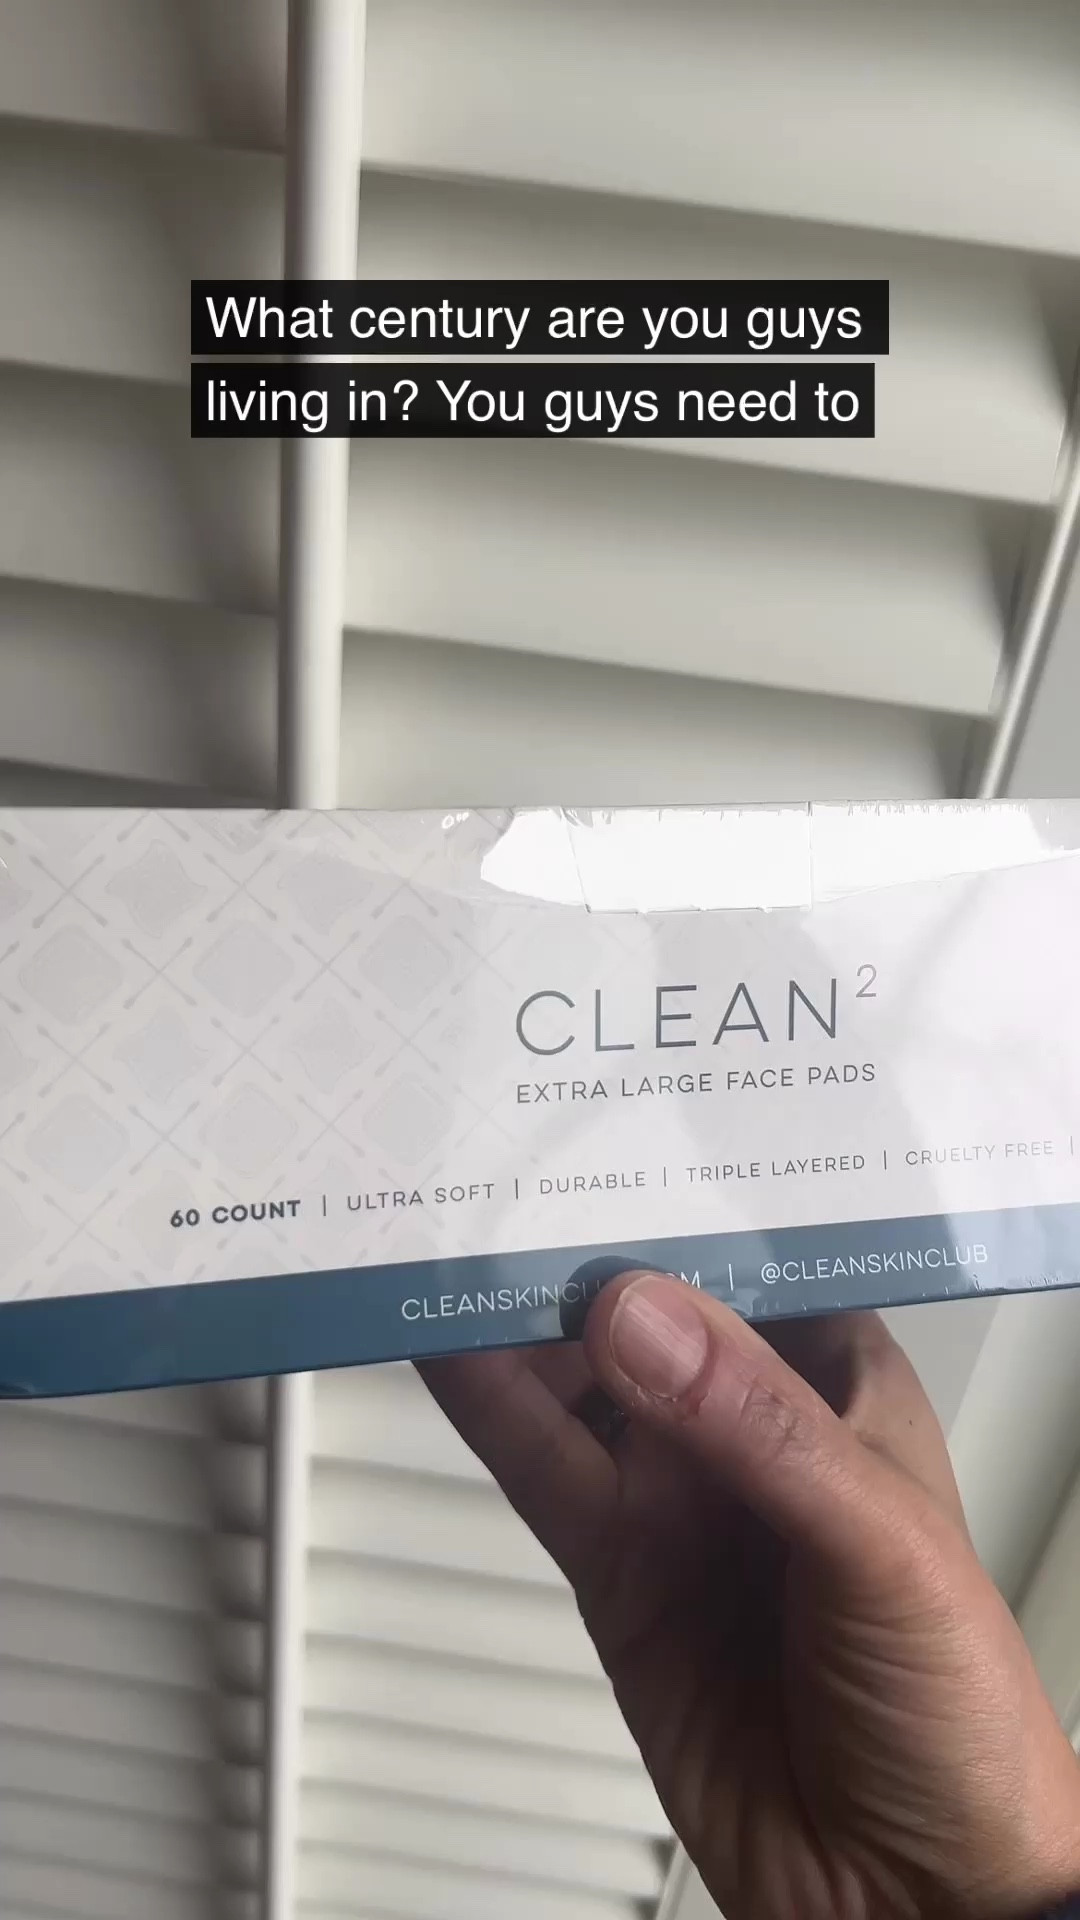 What century are you guys
living in? You guys need to
CLEAN²
EXTRA LARGE FACE PADS
60 COUNT | ULTRA SOFT | DURABLE | TRIPLE LAYERED | CRUELTY FREE |
| @CLEANSKINCLUB